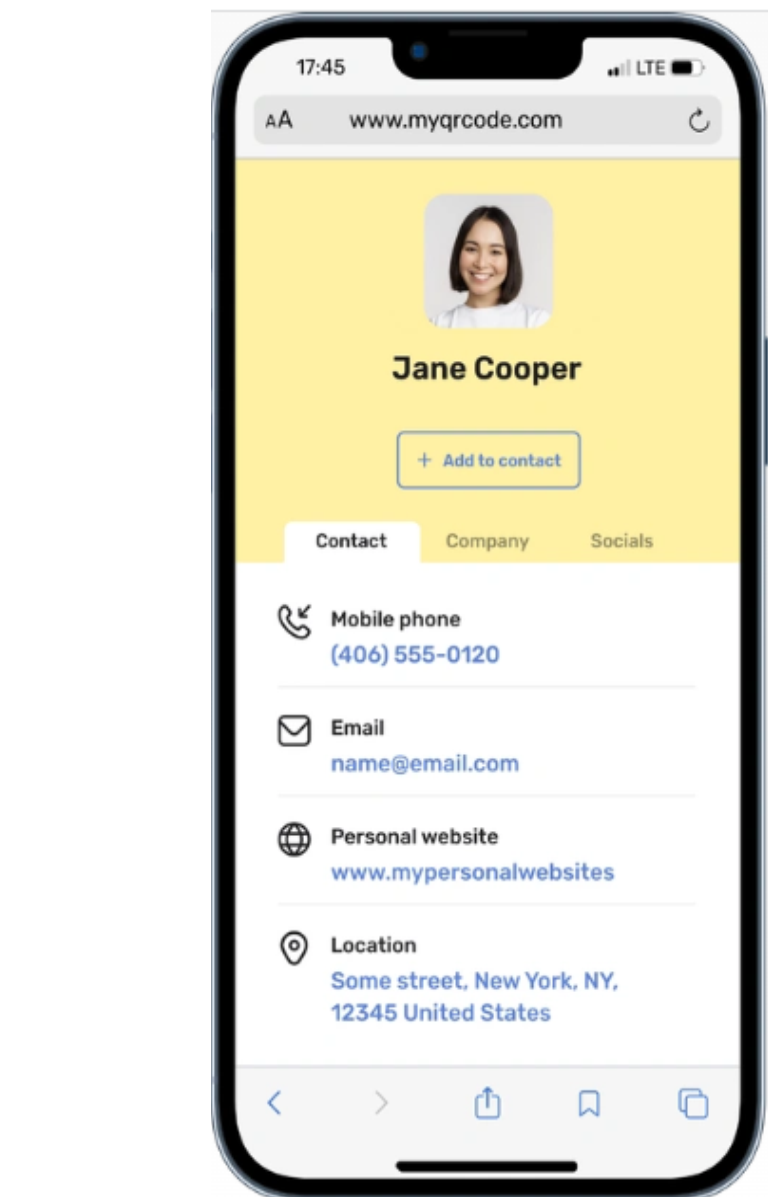 17:45
LTE
AA
www.myqrcode.com
Jane Cooper
+ Add to contact
Contact Company Socials
Mobile phone
(406) 555-0120
Email
name@email.com
Personal website
www.mypersonalwebsites
Location
Some street, New York, NY,
12345 United States